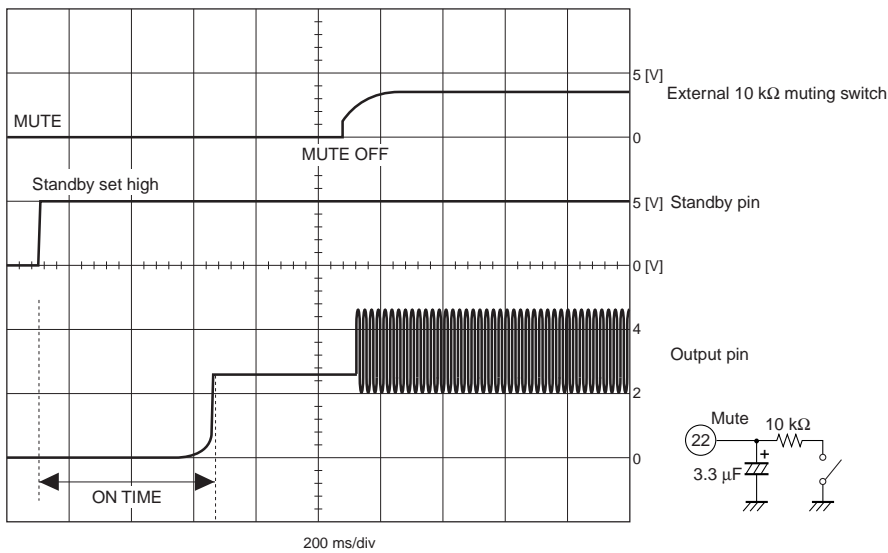 5 [V]
External 10 kΩ muting switch
MUTE
0
MUTE OFF
Standby set high
5 [V] Standby pin
0 [V]
4
Output pin
2
Mute
10 kΩ
22
+
3.3 μF
0
ON TIME
200 ms/div